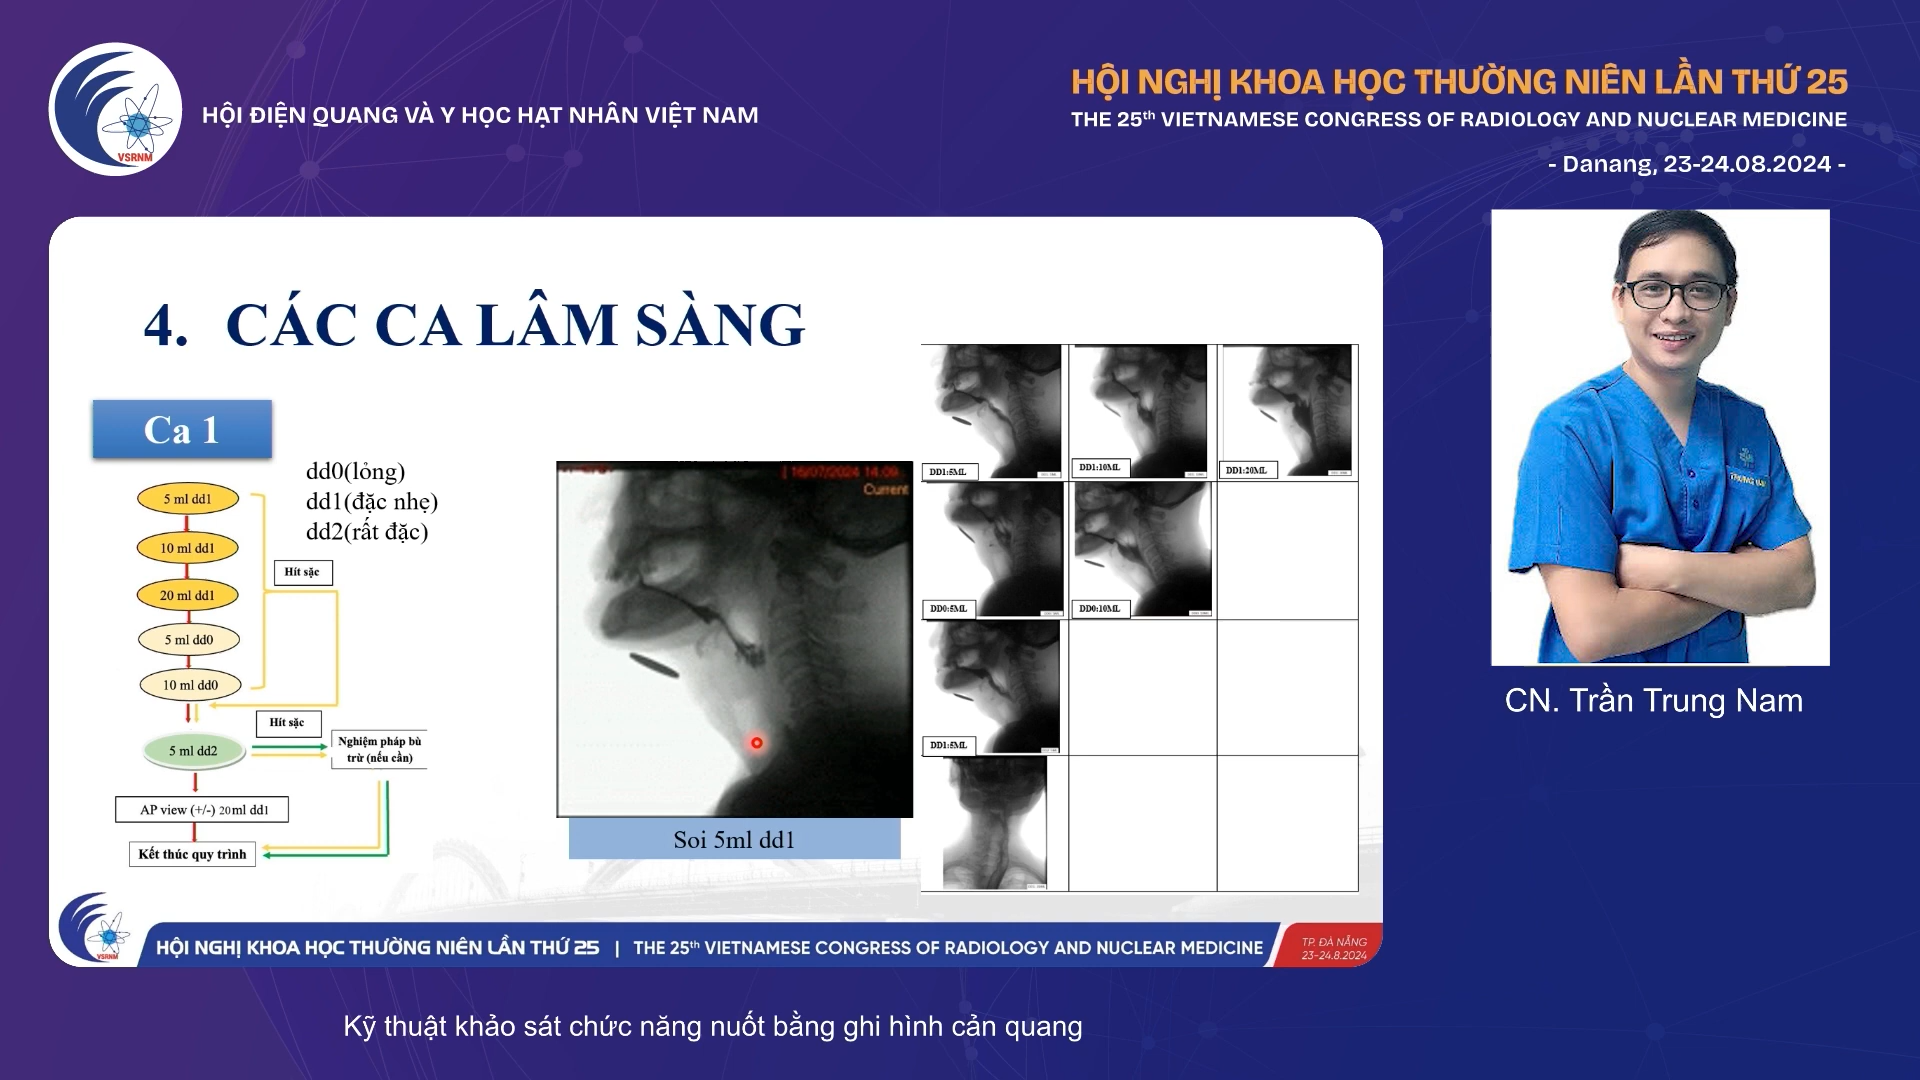 VSRNM
HỘI ĐIỆN QUANG VÀ Y HỌC HẠT NHÂN VIỆT NAM
HỘI NGHỊ KHOA HỌC THƯỜNG NIÊN LẦN THỨ 25
THE 25th VIETNAMESE CONGRESS OF RADIOLOGY AND NUCLEAR MEDICINE
- Danang, 23-24.08.2024 -
4. CÁC CA LÂM SÀNG
Ca 1
dd0(lỏng)
dd1(đặc nhẹ)
dd2(rất đặc)
5 ml dd1
10 ml dd1
20 ml dd1
5 ml dd0
10 ml dd0
Hít sặc
Hít sặc
5 ml dd2
Nghiệm pháp bù
trừ (nếu cần)
AP view (+/-) 20ml dd1
Kết thúc quy trình
16/07/2024 14:09
Current
Soi 5ml dd1
DD1:5ML
DD1:10ML
DD1:20ML
DD0:5ML
DD0:10ML
DD1:5ML
CN. Trần Trung Nam
VSRNM
HỘI NGHỊ KHOA HỌC THƯỜNG NIÊN LẦN THỨ 25 | THE 25th VIETNAMESE CONGRESS OF RADIOLOGY AND NUCLEAR MEDICINE
TP. ĐÀ NẴNG
23-24.8.2024
Kỹ thuật khảo sát chức năng nuốt bằng ghi hình cản quang